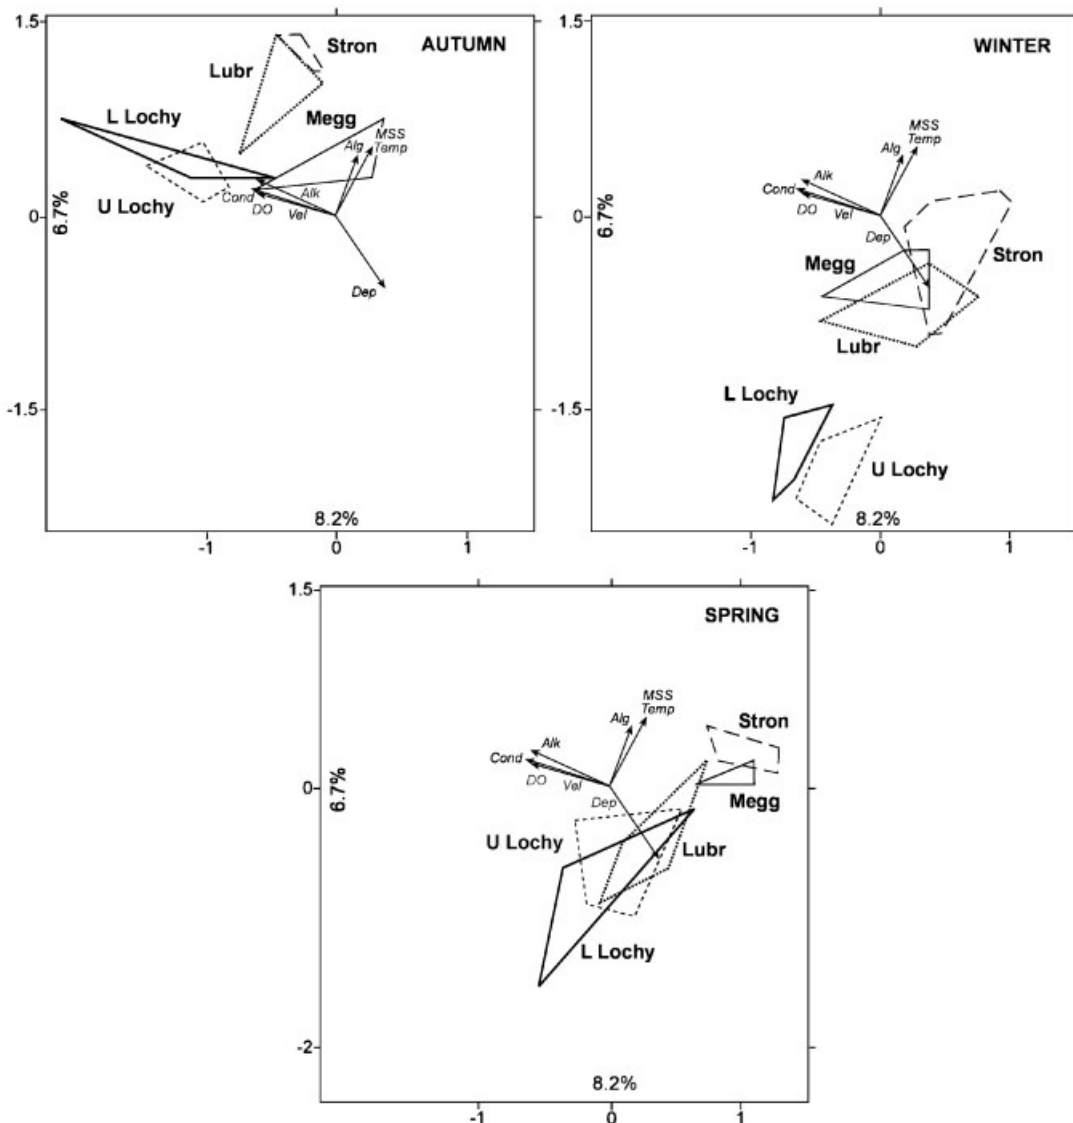 1.5
AUTUMN
Stron
Lubr
L Lochy
Megg
MSS
Temp
Alg
Alk
Cond
DO
Vel
U Lochy
0
6.7%
Dep
-1.5
8.2%
-1
0
1
WINTER
MSS
Temp
Alg
Alk
Cond
DO
Vel
Dep
0
6.7%
Megg
Stron
Lubr
-1.5
L Lochy
U Lochy
8.2%
-1
0
1
-1
0
1
1.5
SPRING
MSS
Temp
Alg
Alk
Cond
DO
Vel
Dep
Stron
0
6.7%
Megg
U Lochy
Lubr
L Lochy
-2
8.2%
-1
0
1